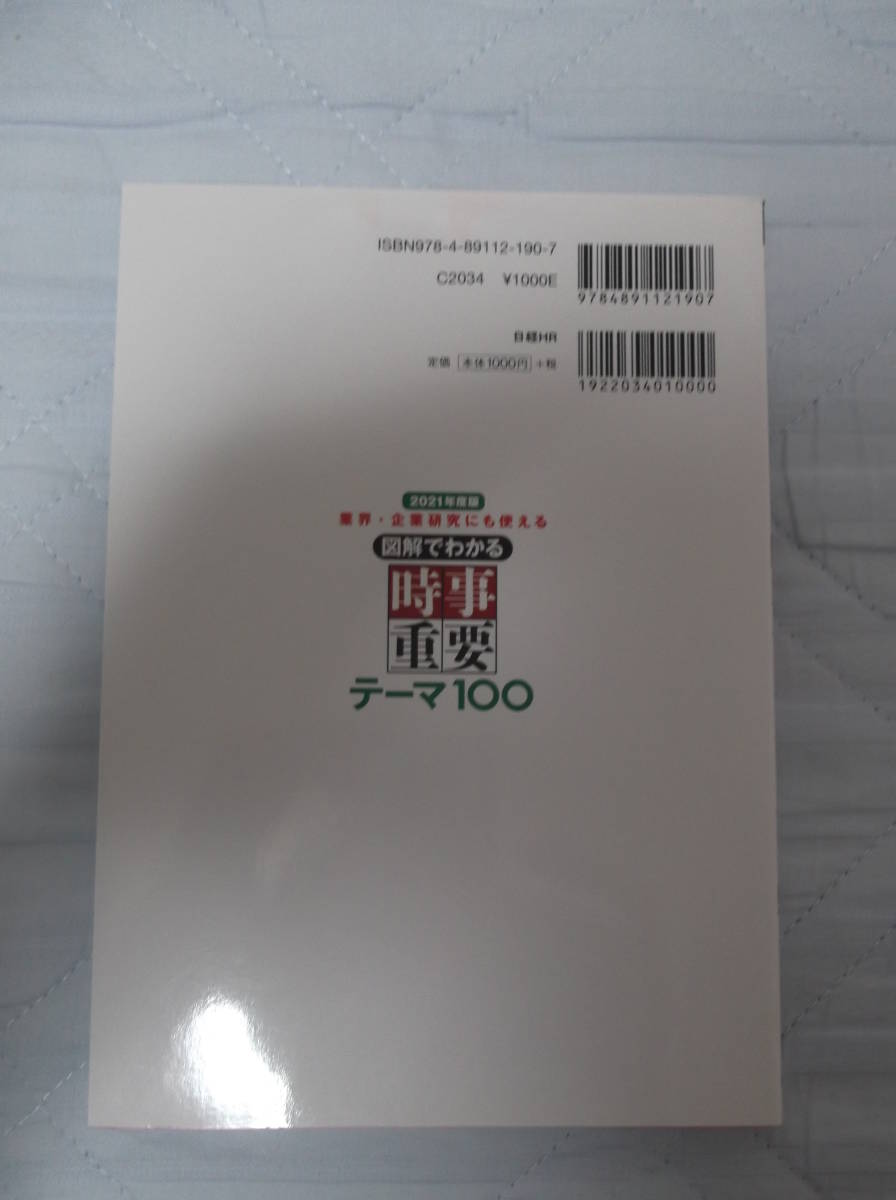 ISBN978-4-89112-190-7
C2034 ¥1000E
9784891121907
日経HR
定価 本体1000円 +税
1922034010000
2021年度版
業界・企業研究にも使える
図解でわかる
時事
重要
テーマ100